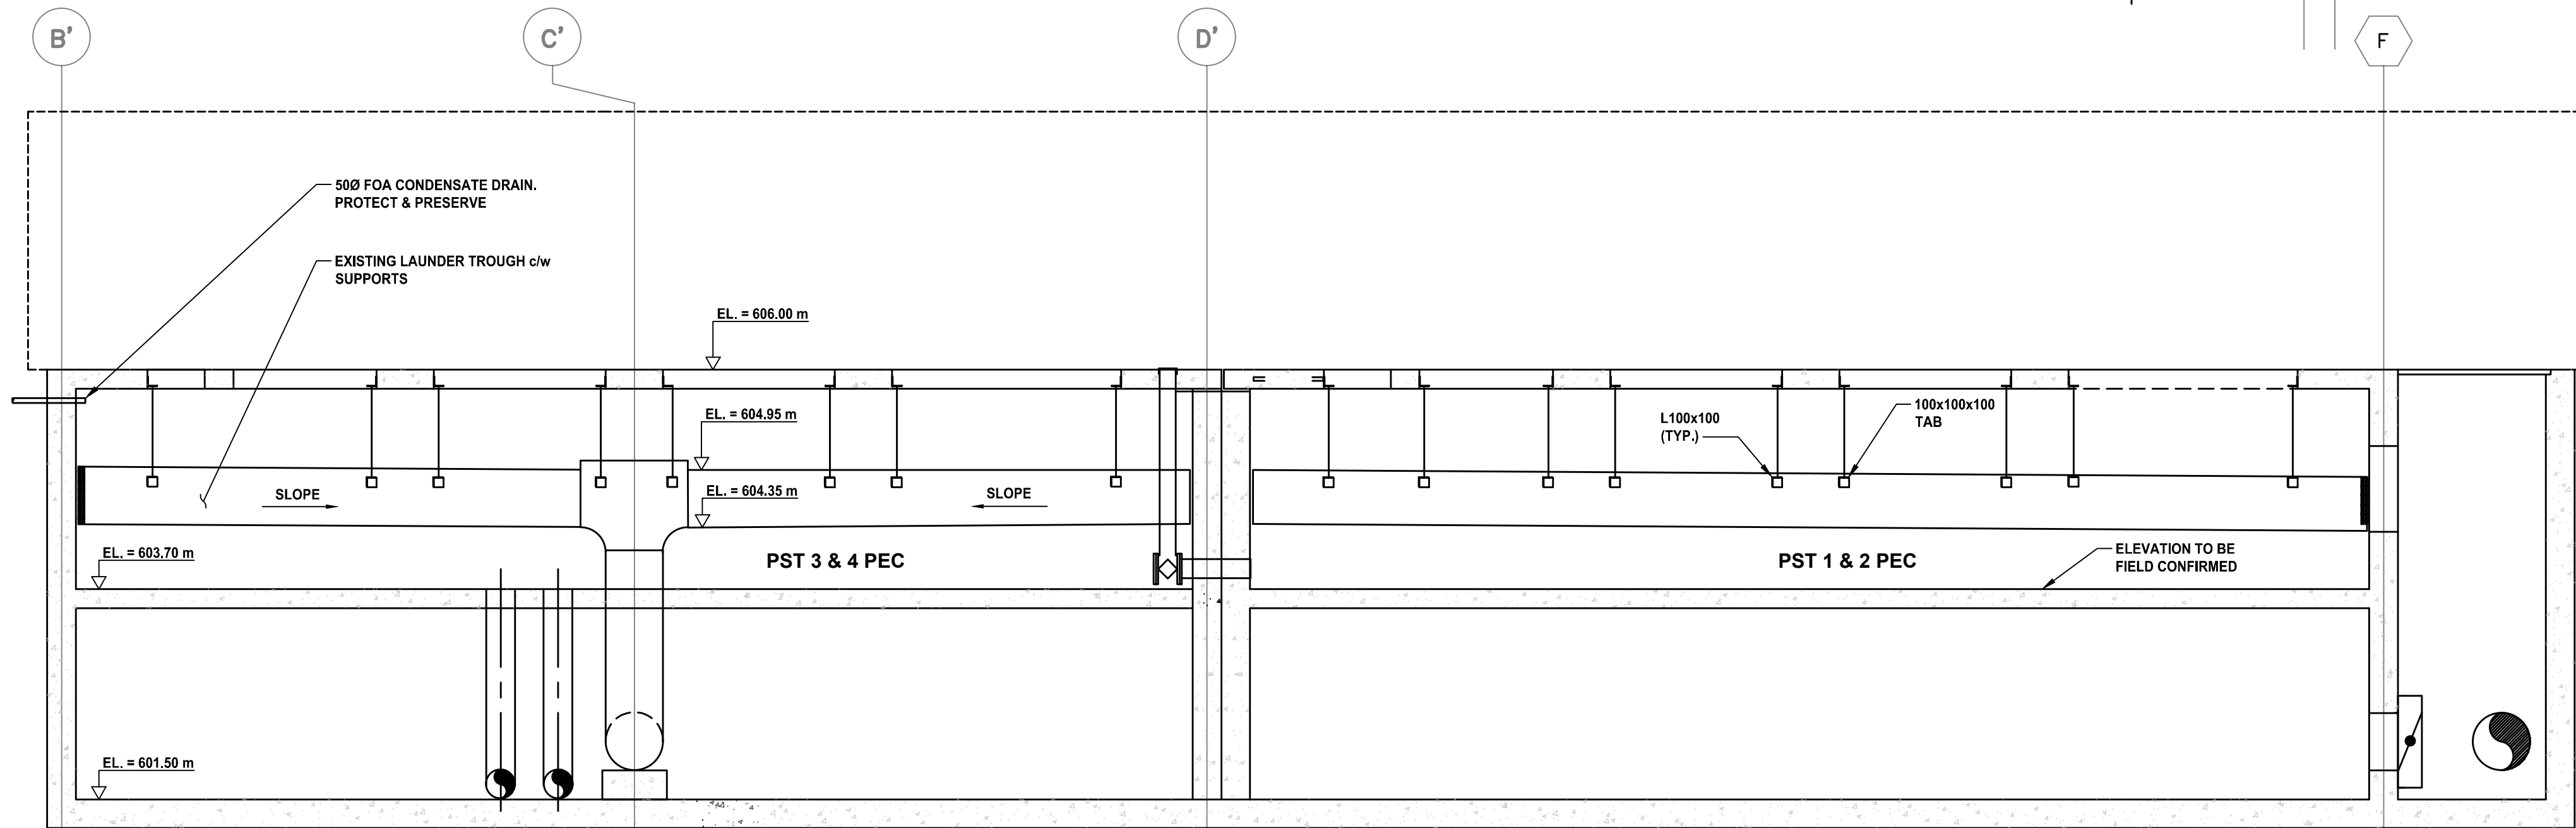 B'
C'
D'
F
50Ø FOA CONDENSATE DRAIN.
PROTECT & PRESERVE
EXISTING LAUNDER TROUGH c/w
SUPPORTS
EL. = 606.00 m
EL. = 604.95 m
L100x100
(TYP.)
100x100x100
TAB
SLOPE
EL. = 604.35 m
SLOPE
EL. = 603.70 m
PST 3 & 4 PEC
PST 1 & 2 PEC
ELEVATION TO BE
FIELD CONFIRMED
EL. = 601.50 m